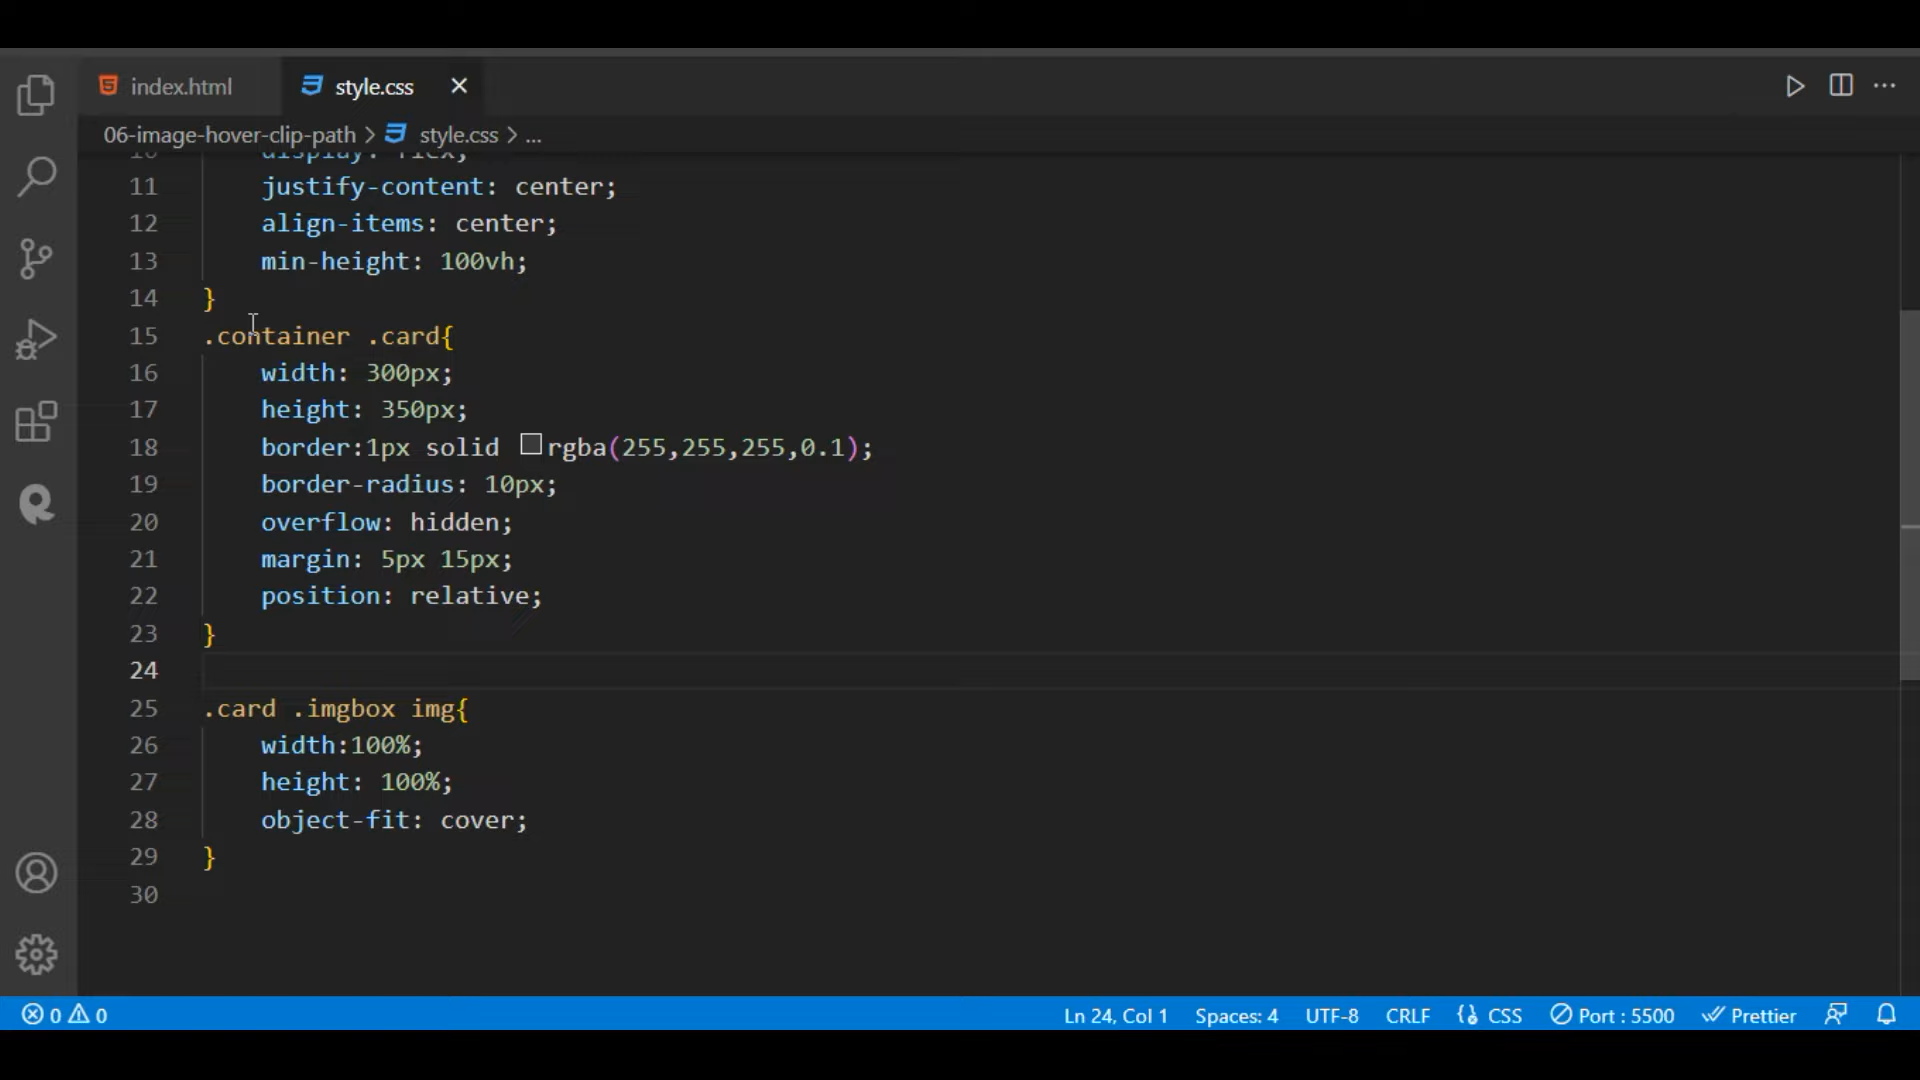 index.html
style.css
06-image-hover-clip-path > style.css > ...
10 display: flex;
11 justify-content: center;
12 align-items: center;
13 min-height: 100vh;
14 }
15 .container .card{
16 width: 300px;
17 height: 350px;
18 border:1px solid rgba(255,255,255,0.1);
19 border-radius: 10px;
20 overflow: hidden;
21 margin: 5px 15px;
22 position: relative;
23 }
24
25 .card .imgbox img{
26 width:100%;
27 height: 100%;
28 object-fit: cover;
29 }
30
0 0 Ln 24, Col 1 Spaces: 4 UTF-8 CRLF CSS Port : 5500 Prettier